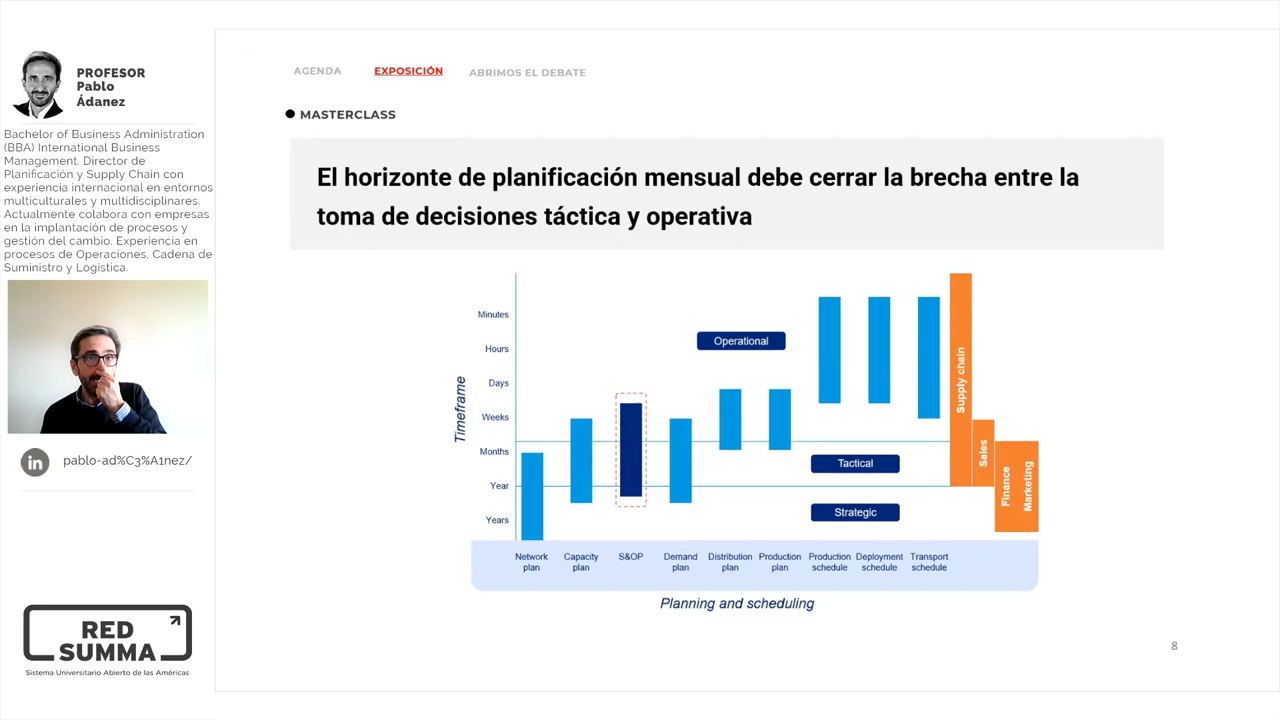 PROFESOR
Pablo
Ádanez
Bachelor of Business Administration
(BBA) International Business
Management. Director de
Planificación y Supply Chain con
experiencia internacional en entornos
multiculturales y multidisciplinares.
Actualmente colabora con empresas
en la implantación de procesos y
gestión del cambio. Experiencia en
procesos de Operaciones, Cadena de
Suministro y Logistica.
in
pablo-ad%C3%A1nez/
RED
SUMMA
Sistema Universitario Abierto de las Américas
AGENDA EXPOSICIÓN ABRIMOS EL DEBATE
MASTERCLASS
El horizonte de planificación mensual debe cerrar la brecha entre la
toma de decisiones táctica y operativa
Timeframe
Minutes
Hours
Days
Weeks
Months
Year
Years
Operational
Tactical
Strategic
Supply chain
Sales
Finance
Marketing
Network
plan
Capacity
plan
S&OP
Demand
plan
Distribution
plan
Production
plan
Production
schedule
Deployment
schedule
Transport
schedule
Planning and scheduling
8